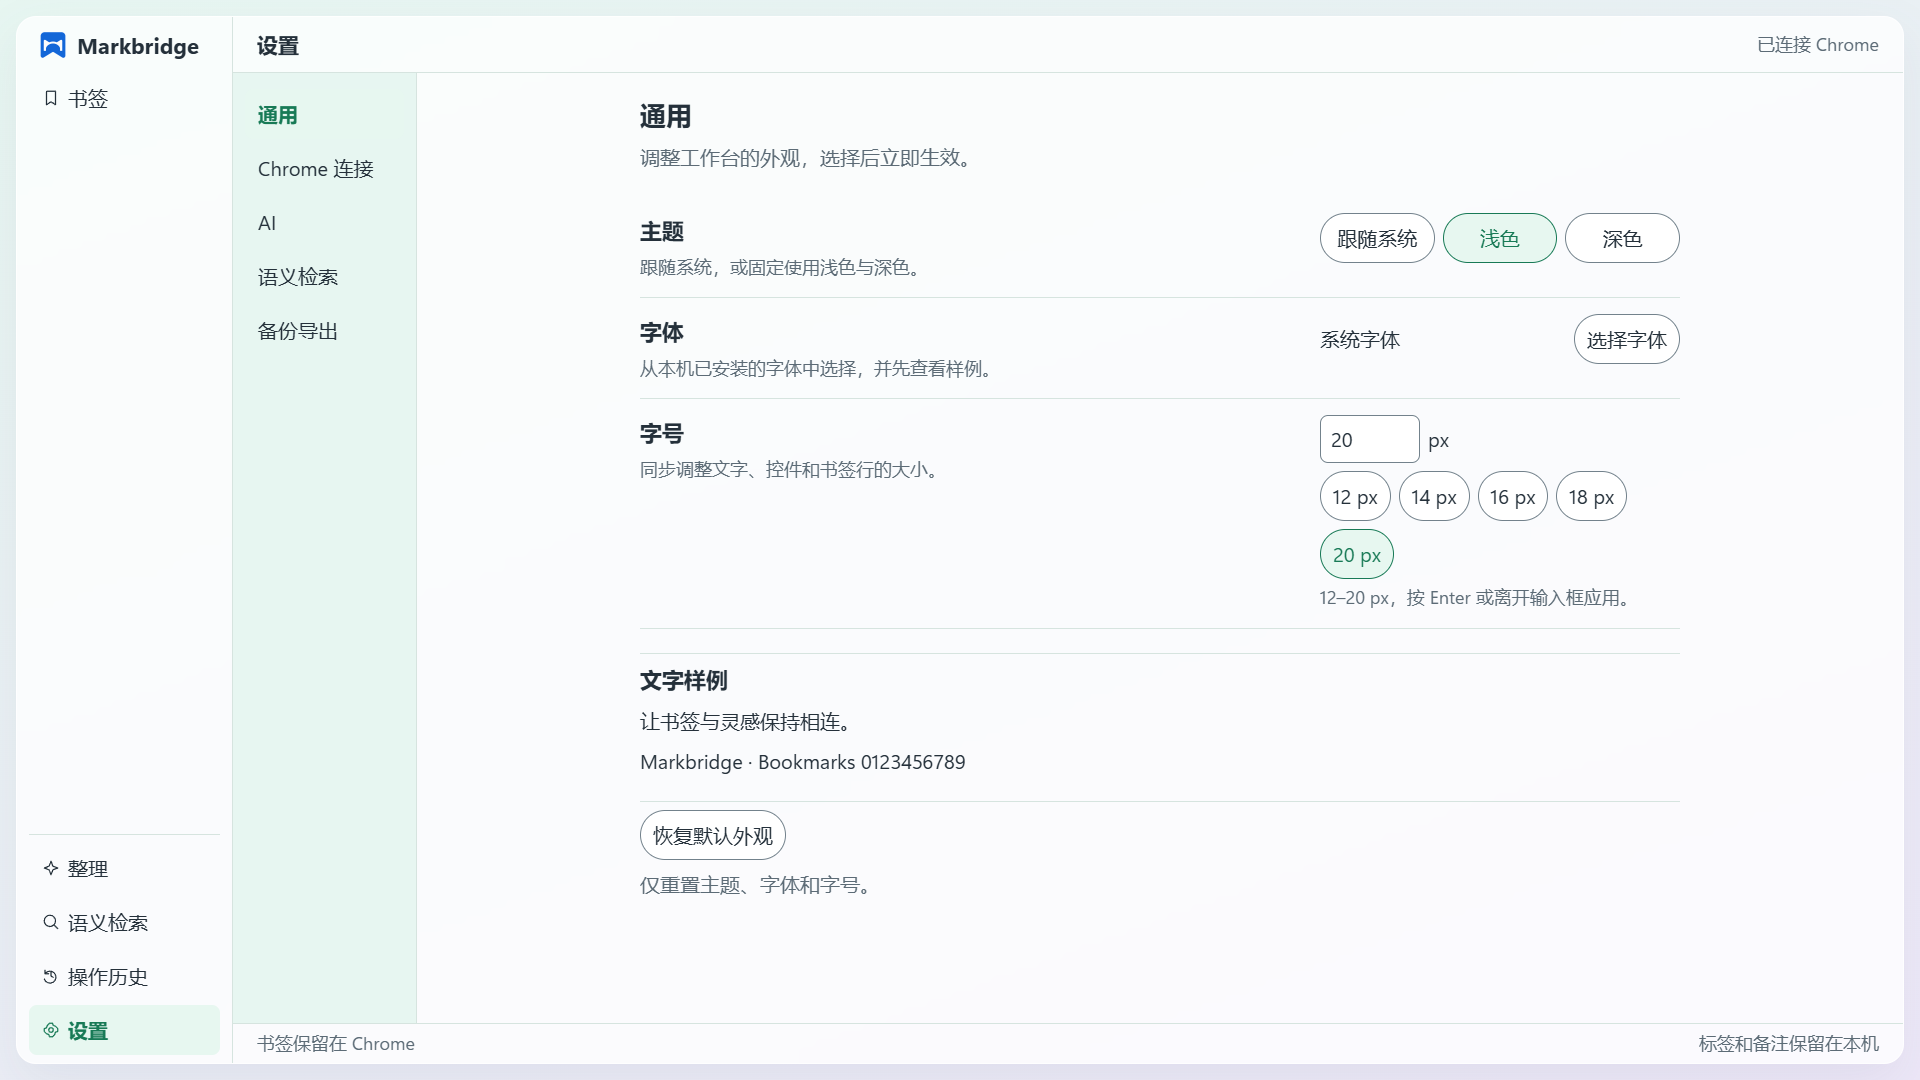 Markbridge
书签
整理
语义检索
操作历史
设置
设置
已连接 Chrome
通用
Chrome 连接
AI
语义检索
备份导出
通用
调整工作台的外观，选择后立即生效。
主题
跟随系统，或固定使用浅色与深色。
跟随系统 浅色 深色
字体
从本机已安装的字体中选择，并先查看样例。
系统字体 选择字体
字号
同步调整文字、控件和书签行的大小。
20 px
12 px 14 px 16 px 18 px
20 px
12–20 px，按 Enter 或离开输入框应用。
文字样例
让书签与灵感保持相连。
Markbridge · Bookmarks 0123456789
恢复默认外观
仅重置主题、字体和字号。
书签保留在 Chrome
标签和备注保留在本机